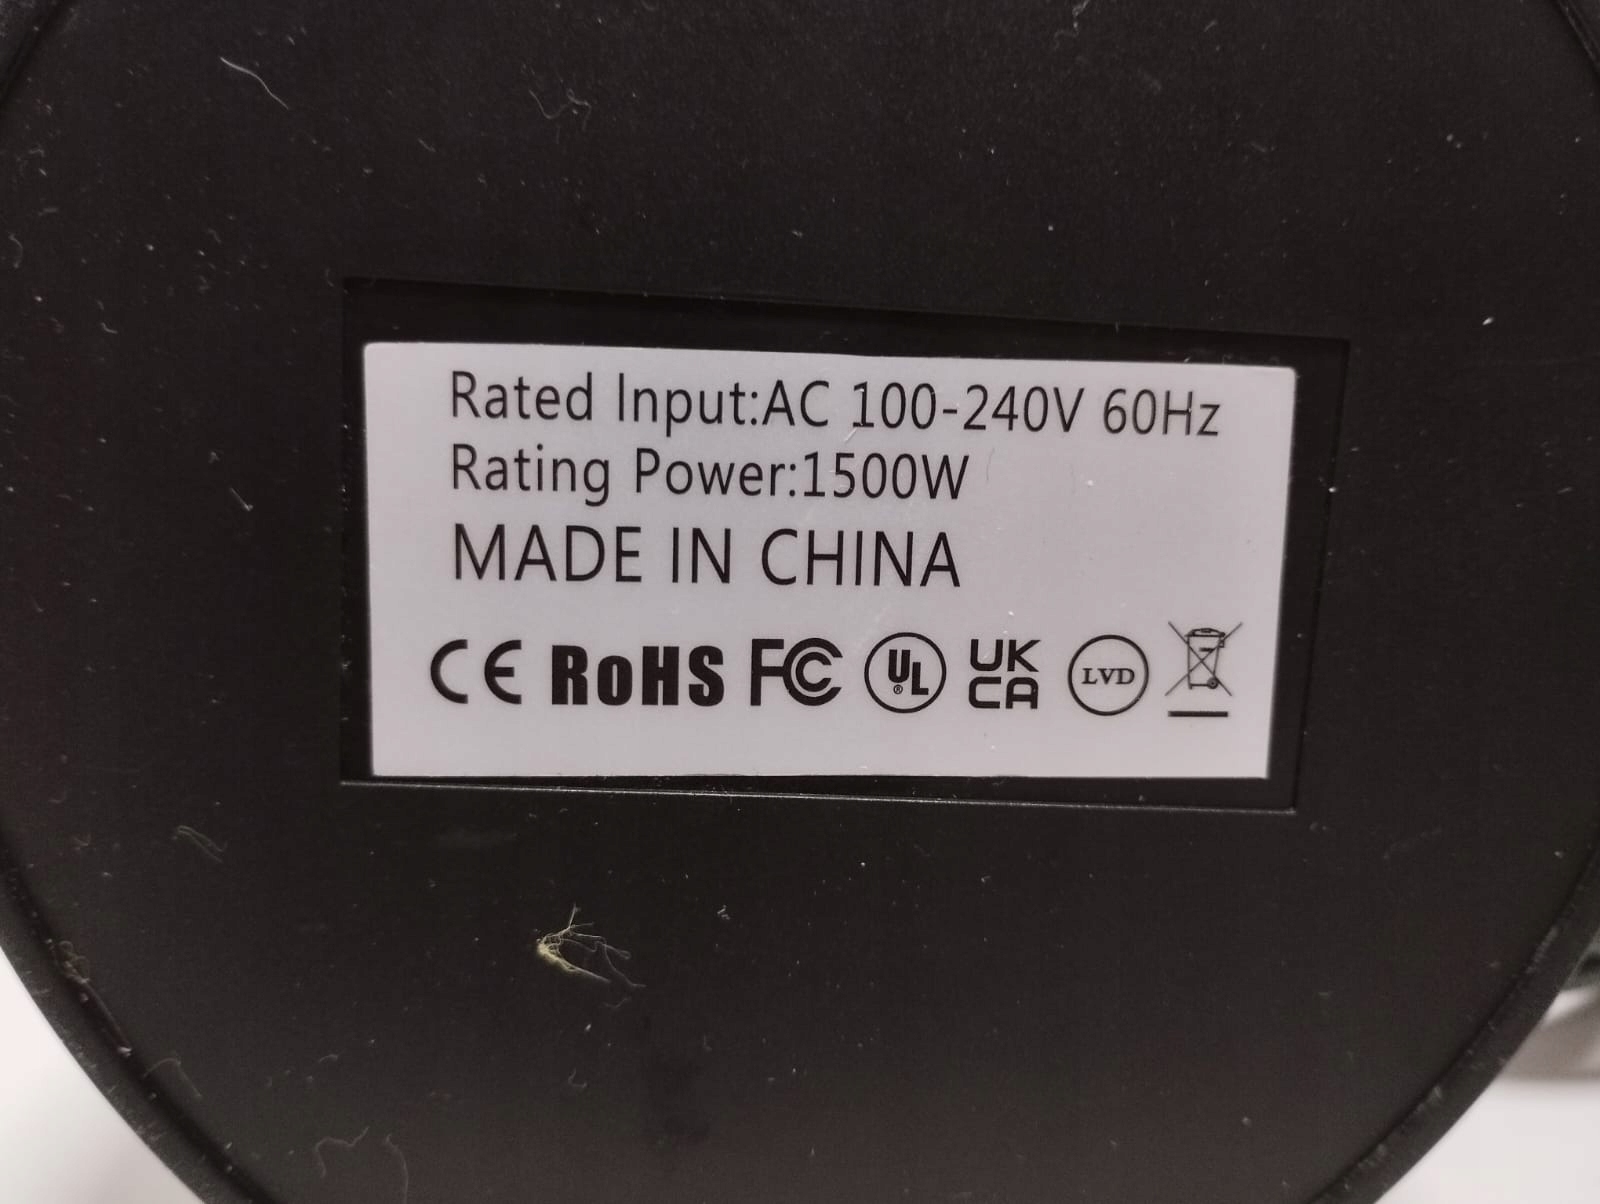 Rated Input:AC 100-240V 60Hz
Rating Power:1500W
MADE IN CHINA
CE RoHS FC UL® UK CA LVD